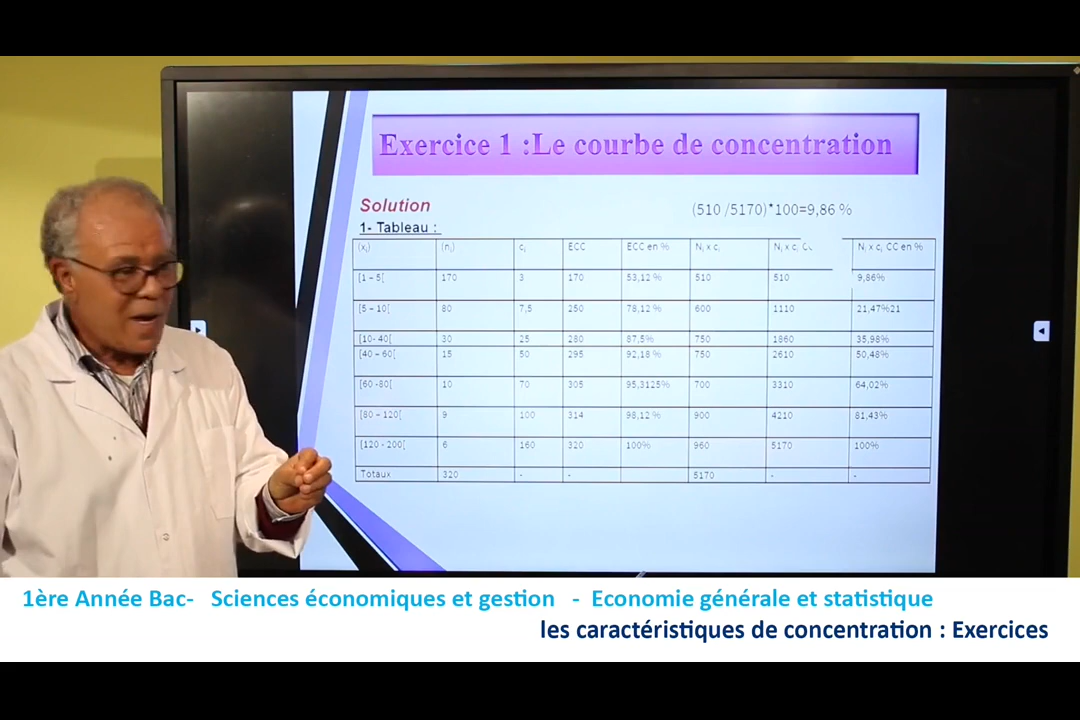 Exercice 1 :Le courbe de concentration
Solution
(510 /5170)*100=9,86 %
1- Tableau :
(xᵢ) (nᵢ) cᵢ ECC ECC en % Nᵢ x cᵢ Nᵢ x cᵢ Nᵢ x cᵢ CC en %
[1 – 5[ 170 3 170 53,12 % 510 510 9,86%
[5 – 10[ 80 7,5 250 78,12 % 600 1110 21,47%21
[10- 40[ 30 25 280 87,5% 750 1860 35,98%
[40 – 60[ 15 50 295 92,18 % 750 2610 50,48%
[60 -80[ 10 70 305 95,3125% 700 3310 64,02%
[80 – 120[ 9 100 314 98,12 % 900 4210 81,43%
[120 - 200[ 6 160 320 100% 960 5170 100%
Totaux 320 - - 5170 - -
1ère Année Bac- Sciences économiques et gestion - Economie générale et statistique
les caractéristiques de concentration : Exercices